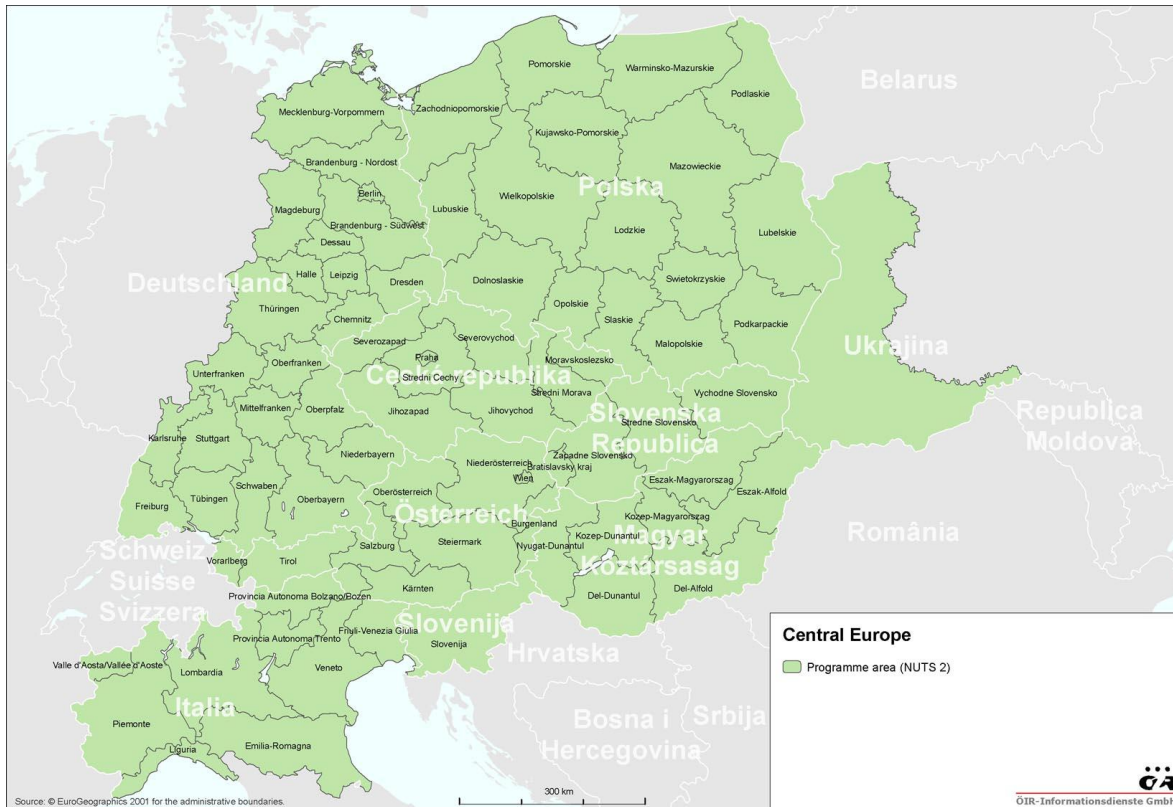 Pomorskie
Warminsko-Mazurskie
Belarus
Podlaskie
Mecklenburg-Vorpommern
Zachodniopomorskie
Kujawsko-Pomorskie
Brandenburg - Nordost
Mazowieckie
Berlin
Polska
Wielkopolskie
Magdeburg
Lubuskie
Brandenburg - Südwest
Lodzkie
Lubelskie
Dessau
Deutschland
Halle
Leipzig
Dresden
Dolnoslaskie
Swietokrzyskie
Thüringen
Opolskie
Chemnitz
Slaskie
Podkarpackie
Severozapad
Severovychod
Malopolskie
Ukrajina
Praha
Moravskoslezsko
Oberfranken
Unterfranken
Ceská republika
Stredni Cechy
Stredni Morava
Vychodne Slovensko
Mittelfranken
Oberpfalz
Jihozapad
Jihovychod
Slovenska
Republica
Stredne Slovensko
Republica
Moldova
Karlsruhe
Stuttgart
Niederbayern
Zapadne Slovensko
Niederösterreich
Bratislavský kraj
Wien
Schwaben
Oberösterreich
Eszak-Magyarorszag
Eszak-Alfold
Tübingen
Oberbayern
Freiburg
Österreich
Kozep-Magyarorszag
Burgenland
Kozep-Dunantul
Magyar
Köztársaság
România
Steiermark
Nyugat-Dunantul
Salzburg
Schweiz
Suisse
Svizzera
Vorarlberg
Tirol
Kärnten
Del-Dunantul
Del-Alfold
Provincia Autonoma Bolzano/Bozen
Slovenija
Provincia Autonoma Trento
Friuli-Venezia Giulia
Slovenija
Hrvatska
Valle d'Aosta/Vallée d'Aoste
Lombardia
Veneto
Italia
Piemonte
Bosna i
Hercegovina
Srbija
Emilia-Romagna
Liguria
Central Europe
Programme area (NUTS 2)
300 km
Source: © EuroGeographics 2001 for the administrative boundaries.
ÖIR-Informationsdienste GmbH